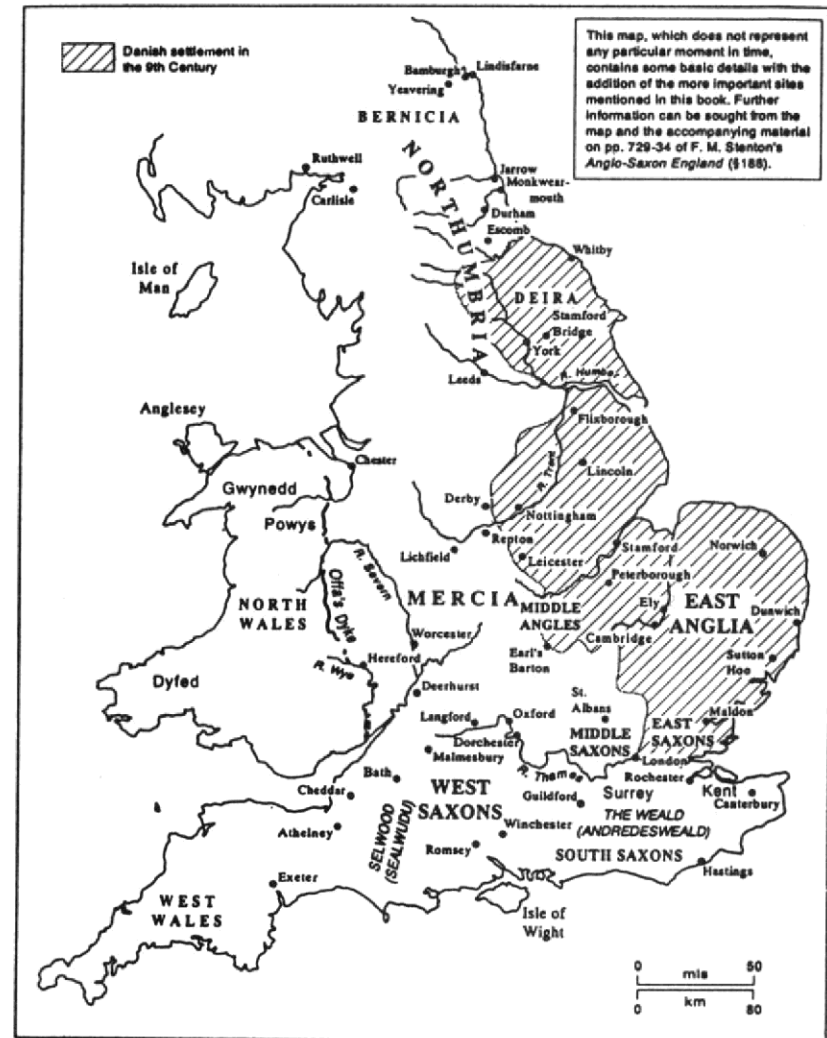 Danish settlement in
the 9th Century
This map, which does not represent
any particular moment in time,
contains some basic details with the
addition of the more important sites
mentioned in this book. Further
information can be sought from the
map and the accompanying material
on pp. 729-34 of F. M. Stenton's
Anglo-Saxon England (§188).
Bamburgh
Lindisfarne
Yeavering
BERNICIA
NORTHUMBRIA
Ruthwell
Carlisle
Jarrow
Monkwear-
mouth
Durham
Escomb
Whitby
Isle of
Man
DEIRA
Stamford
Bridge
York
Leeds
R. Humber
Flixborough
Anglesey
Chester
Lincoln
R. Trent
Gwynedd
Powys
Derby
Nottingham
Repton
Lichfield
Leicester
Stamford
Norwich
Peterborough
R. Severn
Offa's Dyke
MERCIA
MIDDLE
ANGLES
Ely
EAST
ANGLIA
Dunwich
NORTH
WALES
Worcester
Cambridge
Earl's
Barton
Sutton
Hoo
Hereford
R. Wye
Dyfed
Deerhurst
St.
Albans
Maldon
Langford
Oxford
MIDDLE
SAXONS
EAST
SAXONS
Dorchester
Malmesbury
London
R. Thames
Rochester
Bath
WEST
SAXONS
Surrey
Kent
Canterbury
Cheddar
Guildford
THE WEALD
(ANDREDESWEALD)
Athelney
SELWOOD
(SEALWUDU)
Winchester
Romsey
SOUTH SAXONS
Hastings
Exeter
WEST
WALES
Isle of
Wight
0 mls 50
0 km 80